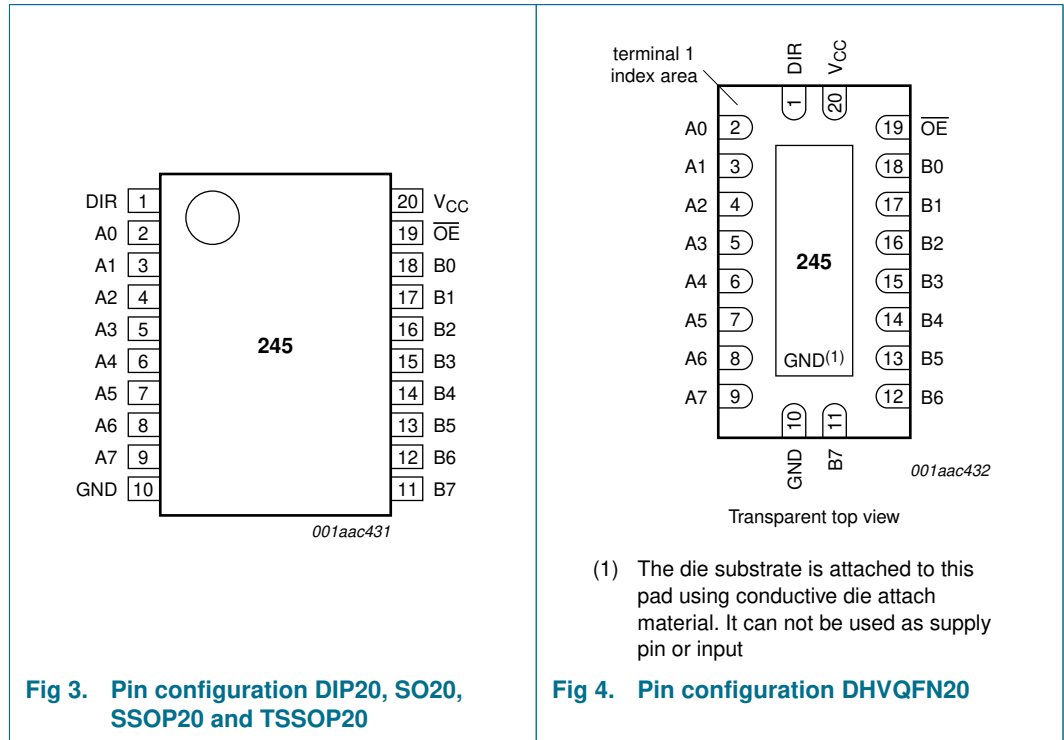 DIR 1 20 VCC
A0 2 19 OE
A1 3 18 B0
A2 4 17 B1
A3 5 16 B2
A4 6 15 B3
A5 7 14 B4
A6 8 13 B5
A7 9 12 B6
GND 10 11 B7
245
001aac431
Fig 3. Pin configuration DIP20, SO20,
SSOP20 and TSSOP20
terminal 1
index area
DIR VCC
1 20
A0 2 19 OE
A1 3 18 B0
A2 4 17 B1
A3 5 16 B2
245
A4 6 15 B3
A5 7 14 B4
A6 8 GND(1) 13 B5
A7 9 12 B6
10 11
GND B7
001aac432
Transparent top view
(1) The die substrate is attached to this
pad using conductive die attach
material. It can not be used as supply
pin or input
Fig 4. Pin configuration DHVQFN20